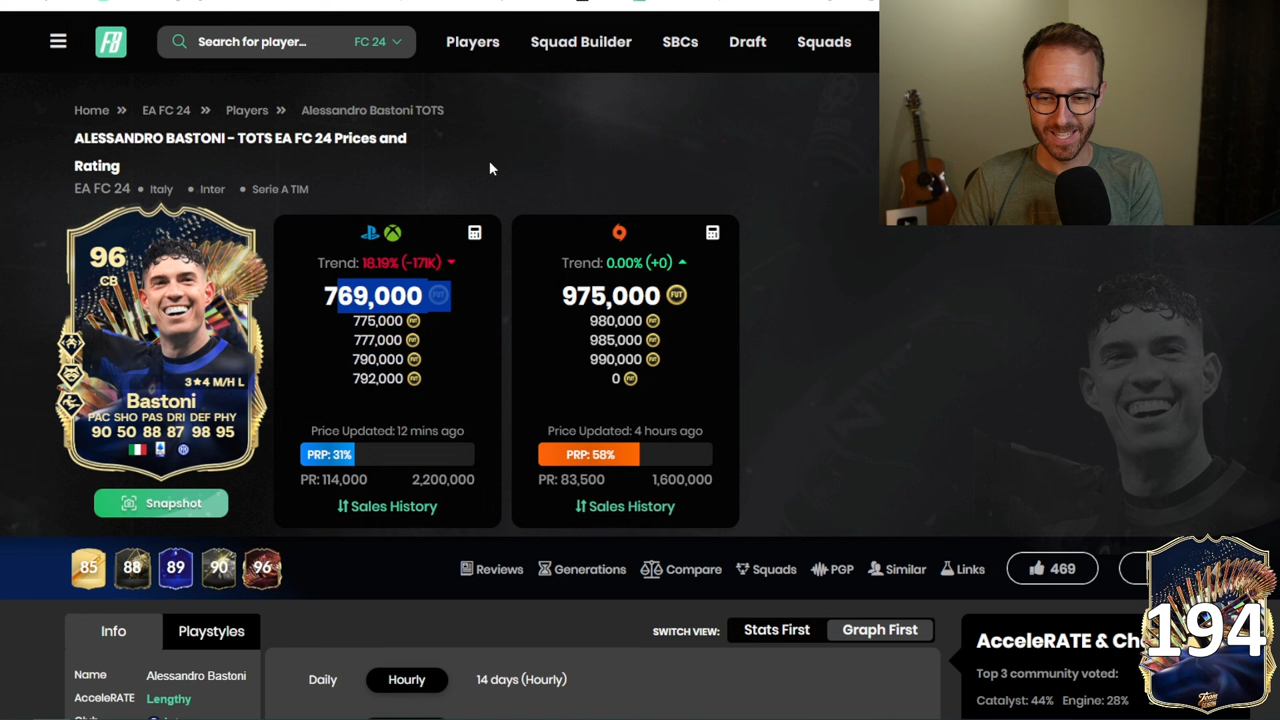 FB
Search for player...
FC 24
Players
Squad Builder
SBCs
Draft
Squads
Home » EA FC 24 » Players » Alessandro Bastoni TOTS
ALESSANDRO BASTONI - TOTS EA FC 24 Prices and
Rating
EA FC 24 • Italy • Inter • Serie A TIM
96
CB
3★4 M/H L
Bastoni
PAC SHO PAS DRI DEF PHY
90 50 88 87 98 95
Snapshot
Trend: 18.19% (-171K)
769,000
775,000
777,000
790,000
792,000
Price Updated: 12 mins ago
PRP: 31%
PR: 114,000 2,200,000
Sales History
Trend: 0.00% (+0)
975,000
980,000
985,000
990,000
0
Price Updated: 4 hours ago
PRP: 58%
PR: 83,500 1,600,000
Sales History
85
88
89
90
96
Reviews
Generations
Compare
Squads
PGP
Similar
Links
469
194
Info
Playstyles
SWITCH VIEW:
Stats First
Graph First
Name Alessandro Bastoni
AcceleRATE Lengthy
Daily
Hourly
14 days (Hourly)
AcceleRATE & Ch
Top 3 community voted:
Catalyst: 44% Engine: 28%